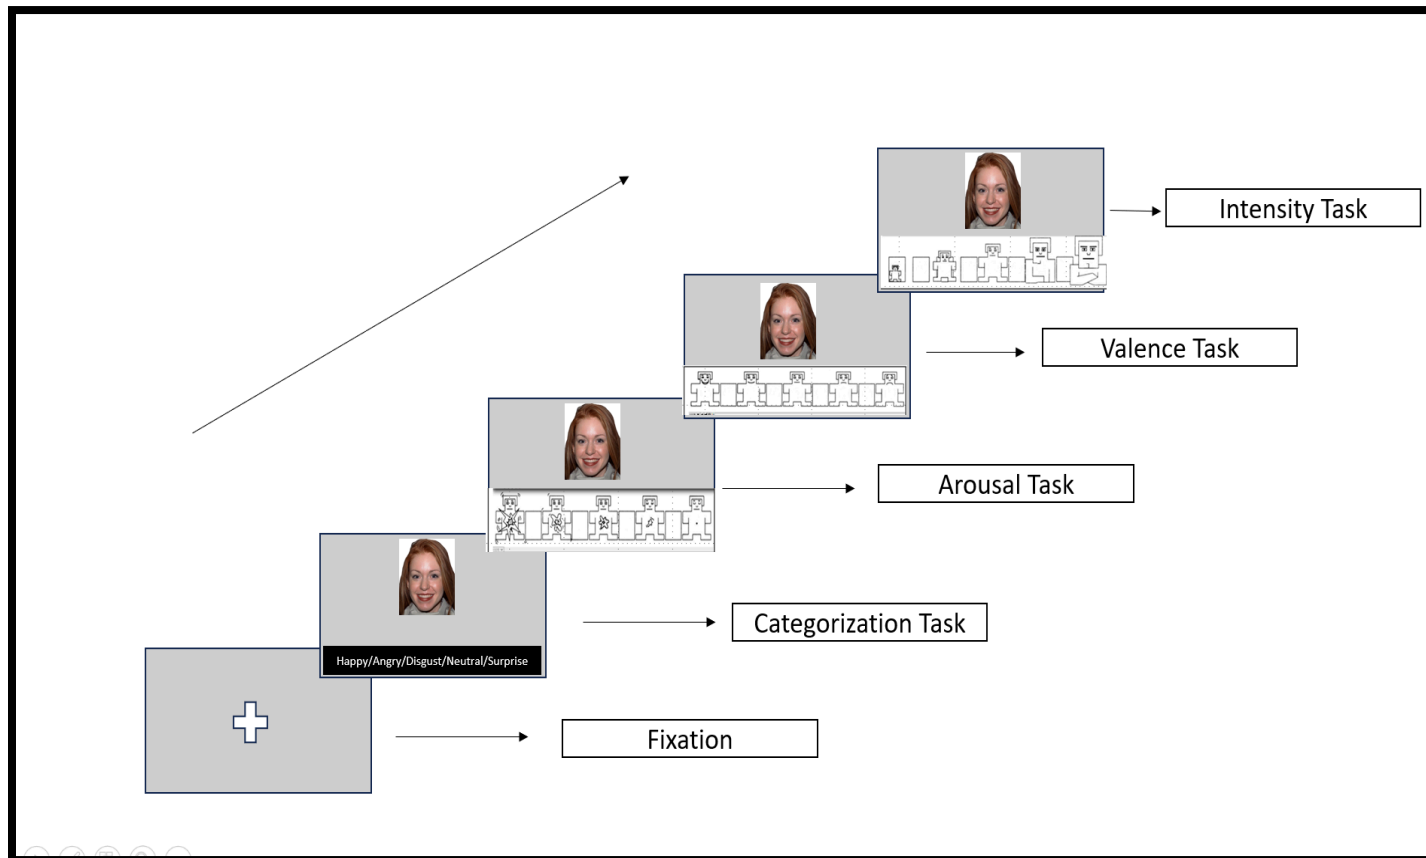 Intensity Task
Valence Task
Arousal Task
Categorization Task
Happy/Angry/Disgust/Neutral/Surprise
Fixation